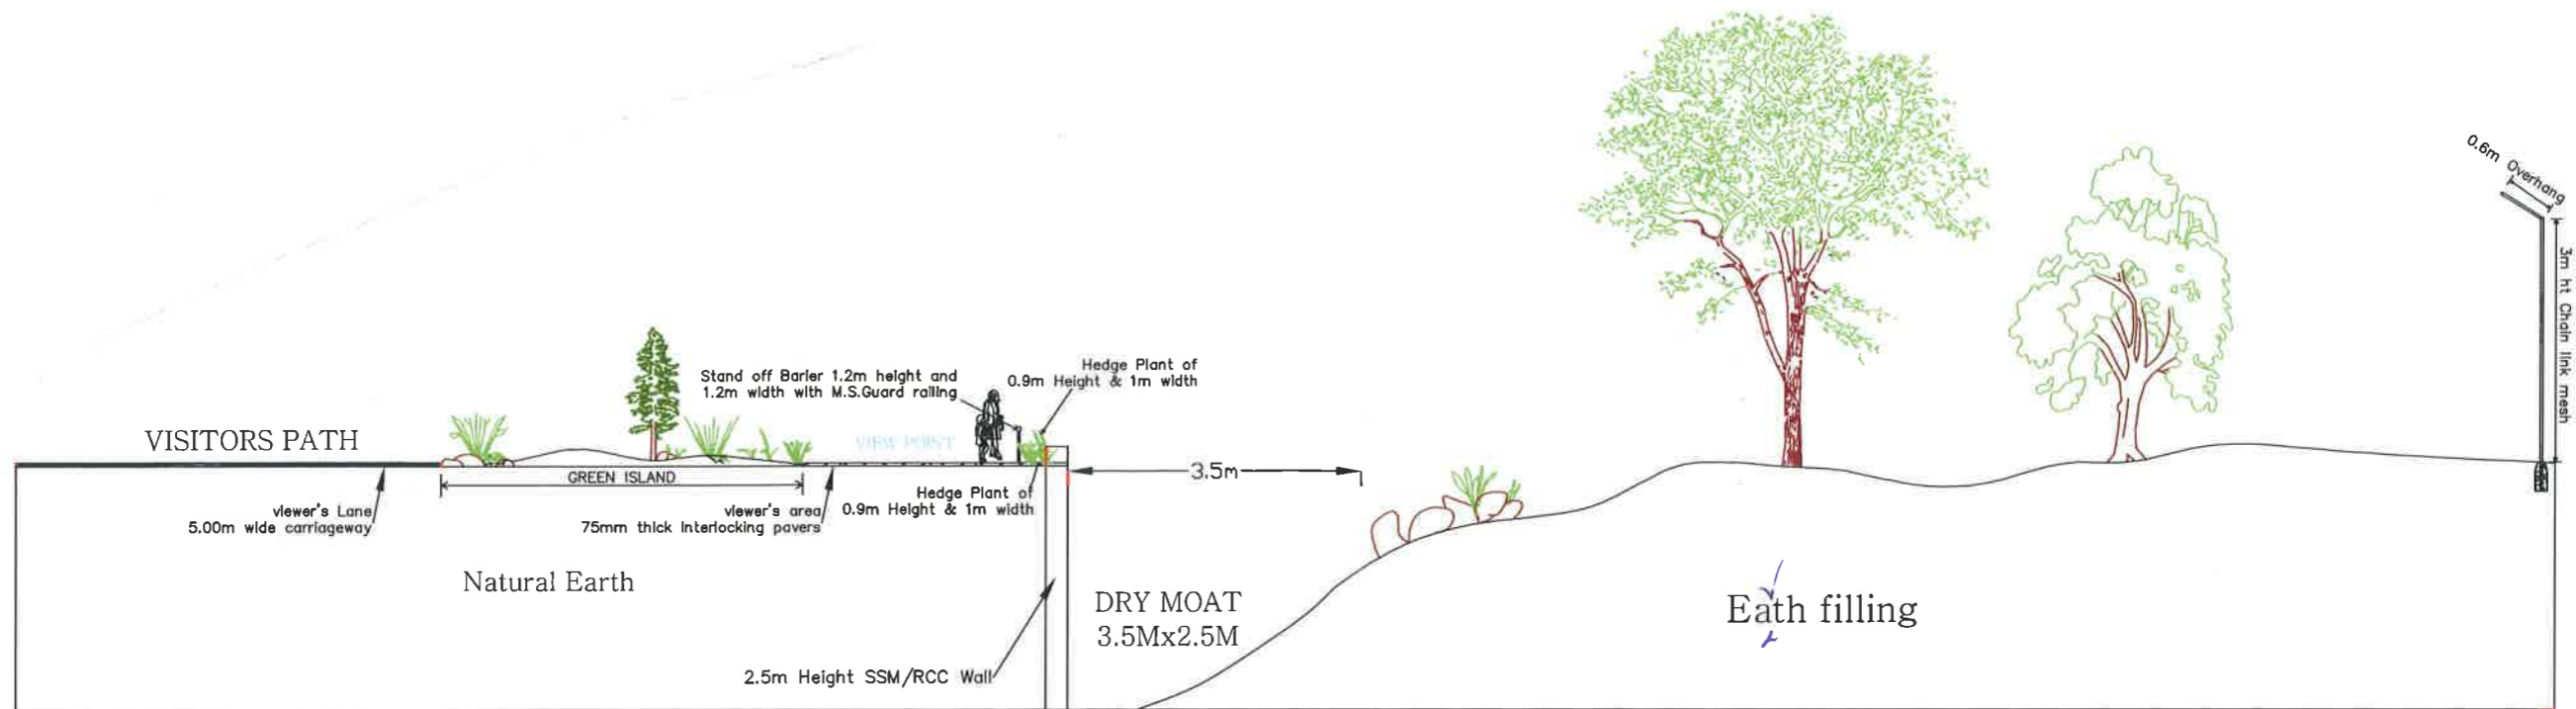 0.6m Overhang
3m ht Chain link mesh
Stand off Barier 1.2m height and
1.2m width with M.S.Guard railing
Hedge Plant of
0.9m Height & 1m width
VISITORS PATH
VIEW POINT
GREEN ISLAND
3.5m
viewer's Lane
5.00m wide carriageway
viewer's area
75mm thick interlocking pavers
Hedge Plant of
0.9m Height & 1m width
Natural Earth
DRY MOAT
3.5Mx2.5M
Eath filling
2.5m Height SSM/RCC Wall